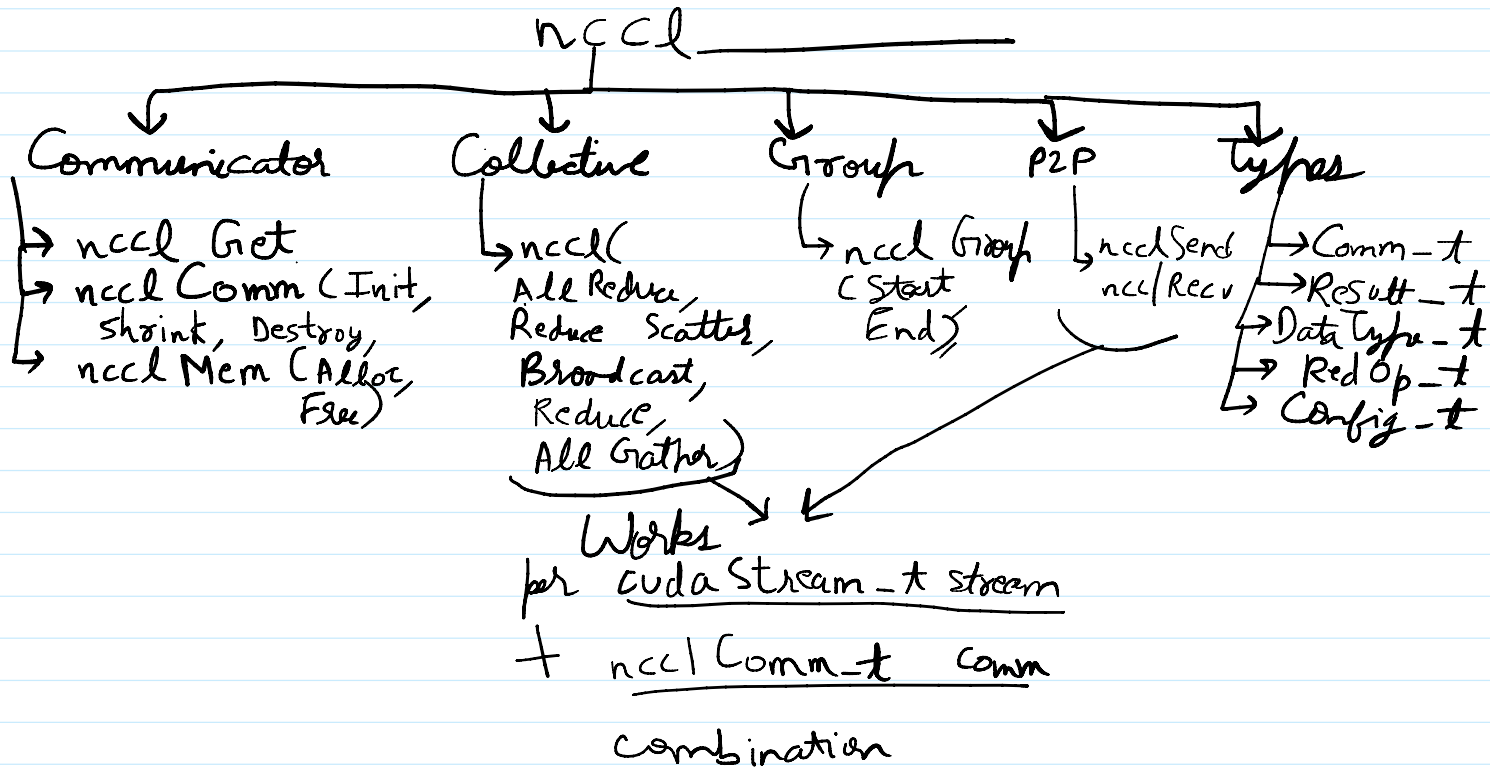 nccl
Communicator
nccl Get
nccl Comm (Init,
Shrink, Destroy,
nccl Mem (Alloc,
Free)
Collective
nccl(
All Reduce,
Reduce Scatter,
Broadcast,
Reduce,
All Gather)
Group
nccl Group
(Start
End),
P2P
ncclSend
ncclRecv
Types
Comm_t
Result_t
DataType_t
RedOp_t
Config_t
Works
per cudaStream_t stream
+ ncclComm_t comm
combination